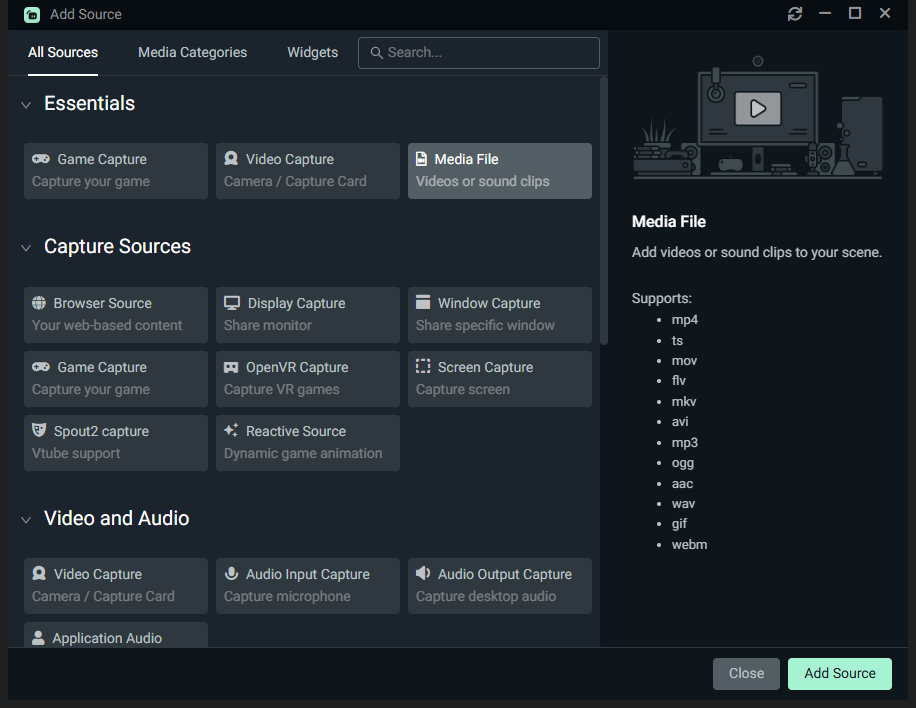 Add Source
All Sources
Media Categories
Widgets
Search...
Essentials
Game Capture
Capture your game
Video Capture
Camera / Capture Card
Media File
Videos or sound clips
Capture Sources
Browser Source
Your web-based content
Display Capture
Share monitor
Window Capture
Share specific window
Game Capture
Capture your game
OpenVR Capture
Capture VR games
Screen Capture
Capture screen
Spout2 capture
Vtube support
Reactive Source
Dynamic game animation
Video and Audio
Video Capture
Camera / Capture Card
Audio Input Capture
Capture microphone
Audio Output Capture
Capture desktop audio
Application Audio
Media File
Add videos or sound clips to your scene.
Supports:
mp4
ts
mov
flv
mkv
avi
mp3
ogg
aac
wav
gif
webm
Close
Add Source